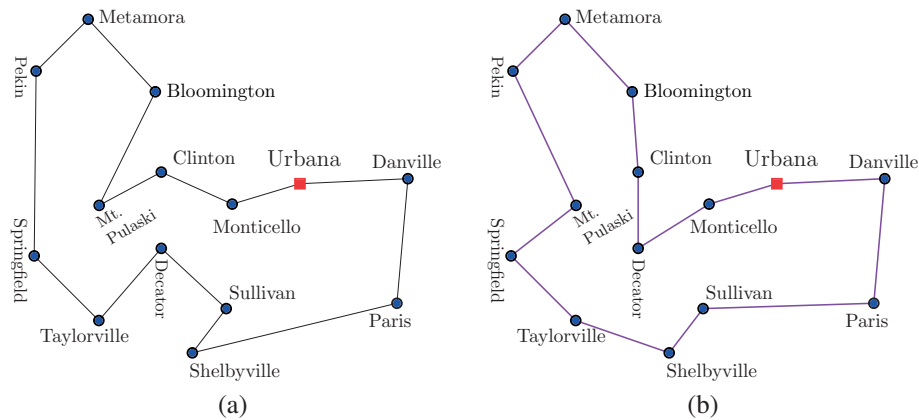 Metamora
Pekin
Bloomington
Clinton
Urbana
Danville
Mt.
Pulaski
Monticello
Springfield
Decator
Sullivan
Taylorville
Paris
Shelbyville
(a)
Metamora
Pekin
Bloomington
Clinton
Urbana
Danville
Mt.
Pulaski
Monticello
Springfield
Decator
Sullivan
Taylorville
Paris
Shelbyville
(b)